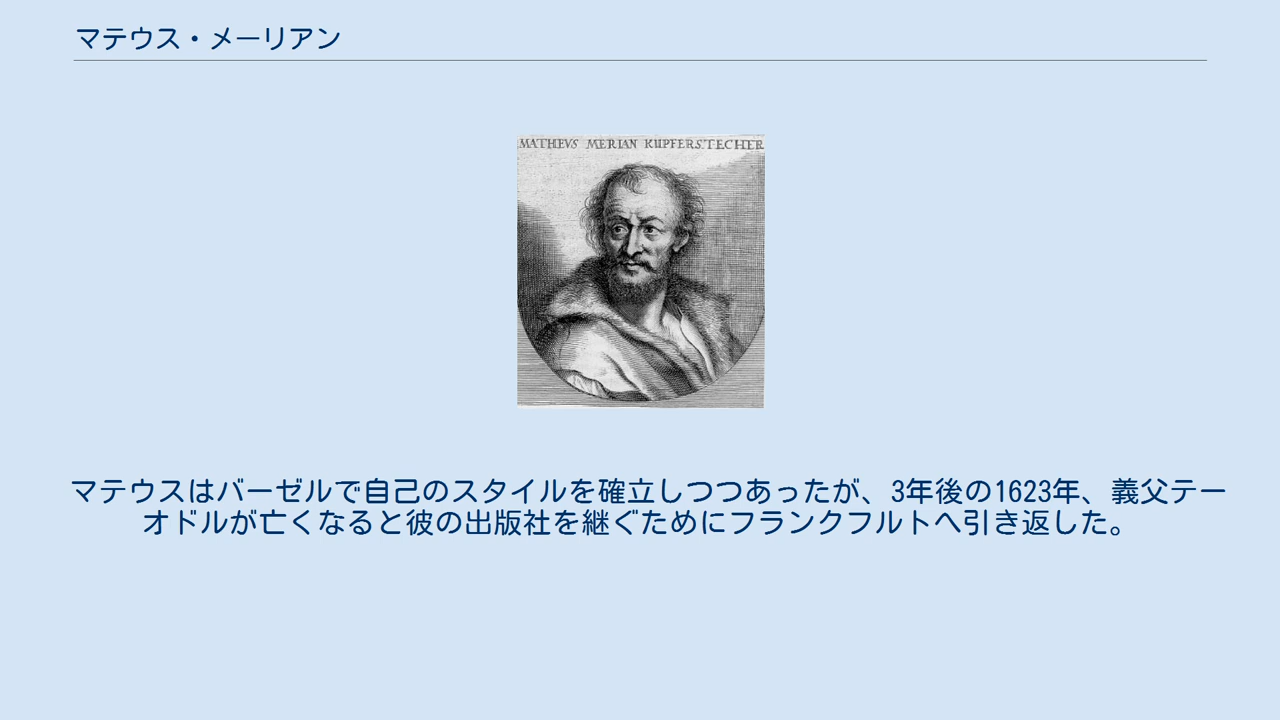 マテウス・メーリアン
MATHEVS MERIAN KUPFERSTECHER
マテウスはバーゼルで自己のスタイルを確立しつつあったが、3年後の1623年、義父テー
オドルが亡くなると彼の出版社を継ぐためにフランクフルトへ引き返した。